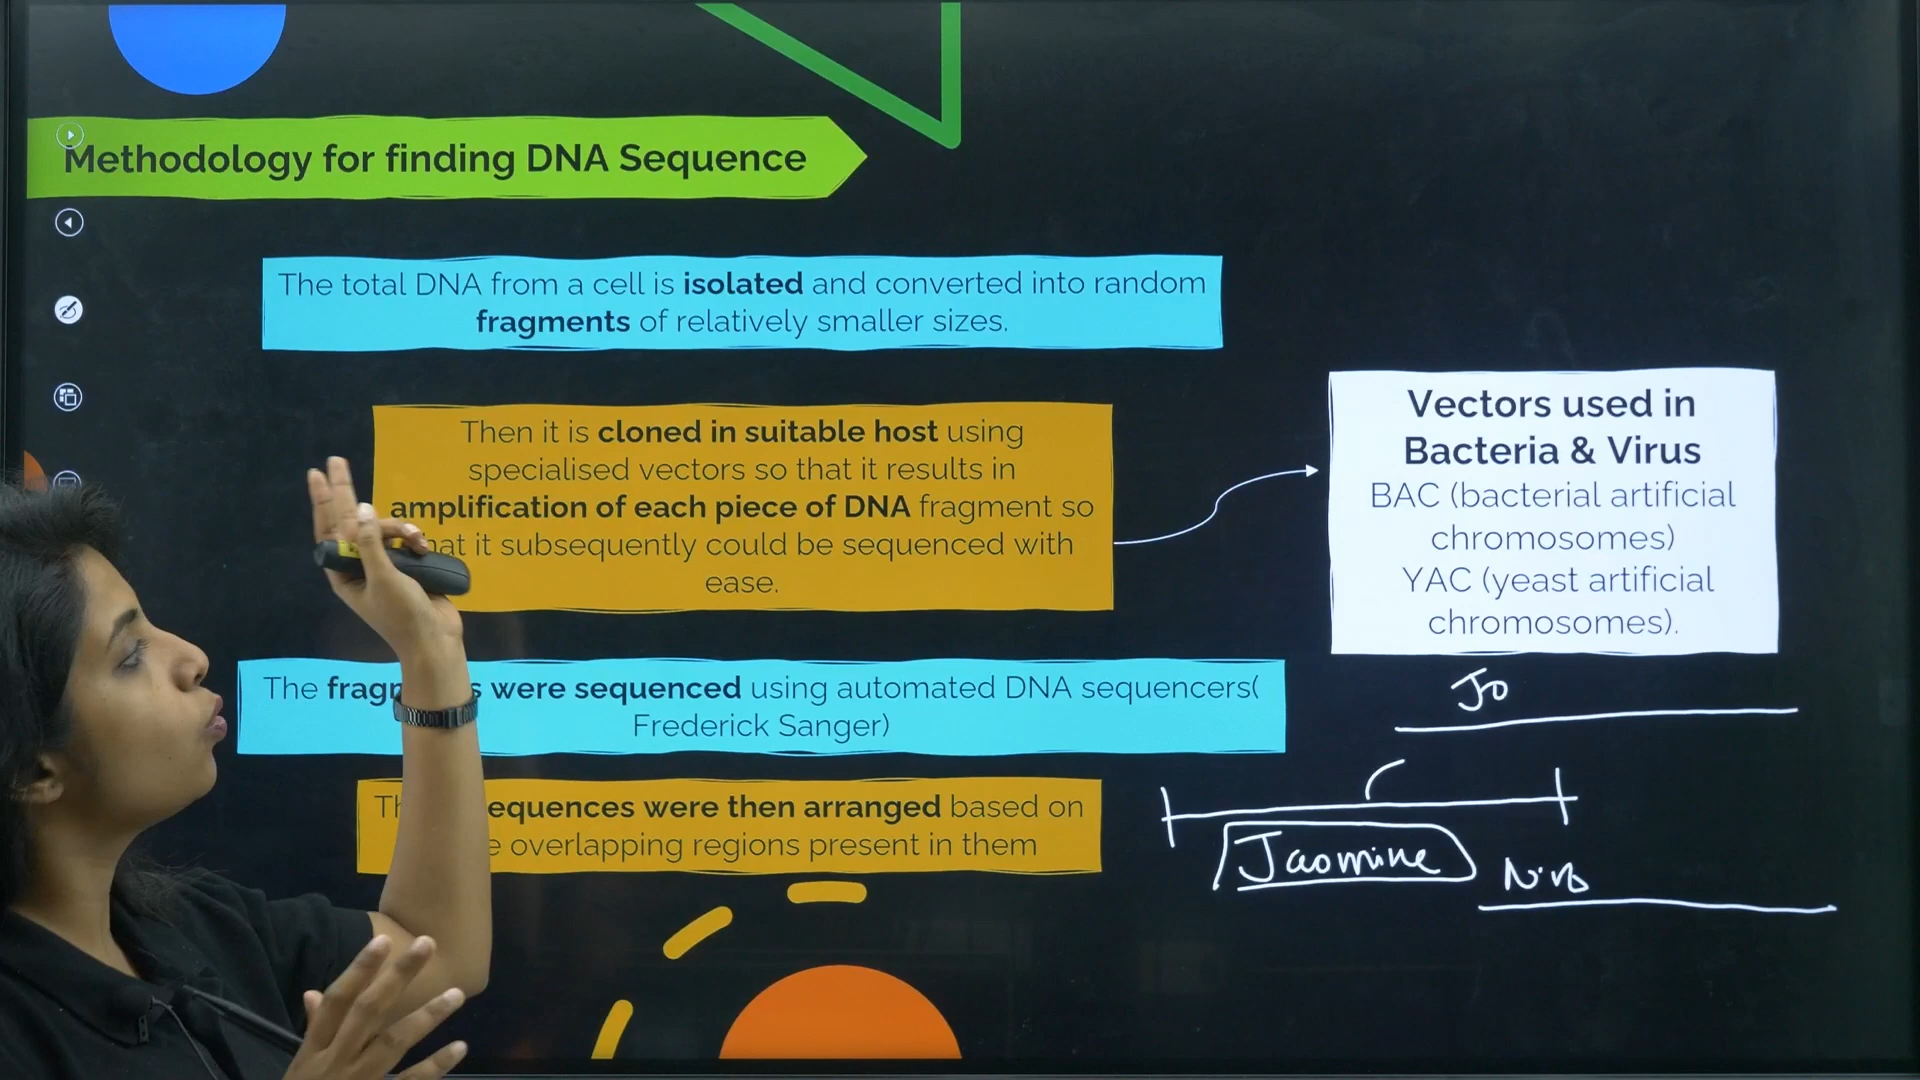 Methodology for finding DNA Sequence
The total DNA from a cell is isolated and converted into random
fragments of relatively smaller sizes.
Then it is cloned in suitable host using
specialised vectors so that it results in
amplification of each piece of DNA fragment so
hat it subsequently could be sequenced with
ease.
Vectors used in
Bacteria & Virus
BAC (bacterial artificial
chromosomes)
YAC (yeast artificial
chromosomes).
The fragm s were sequenced using automated DNA sequencers(
Frederick Sanger)
Th equences were then arranged based on
e overlapping regions present in them
Jo
Jasmine